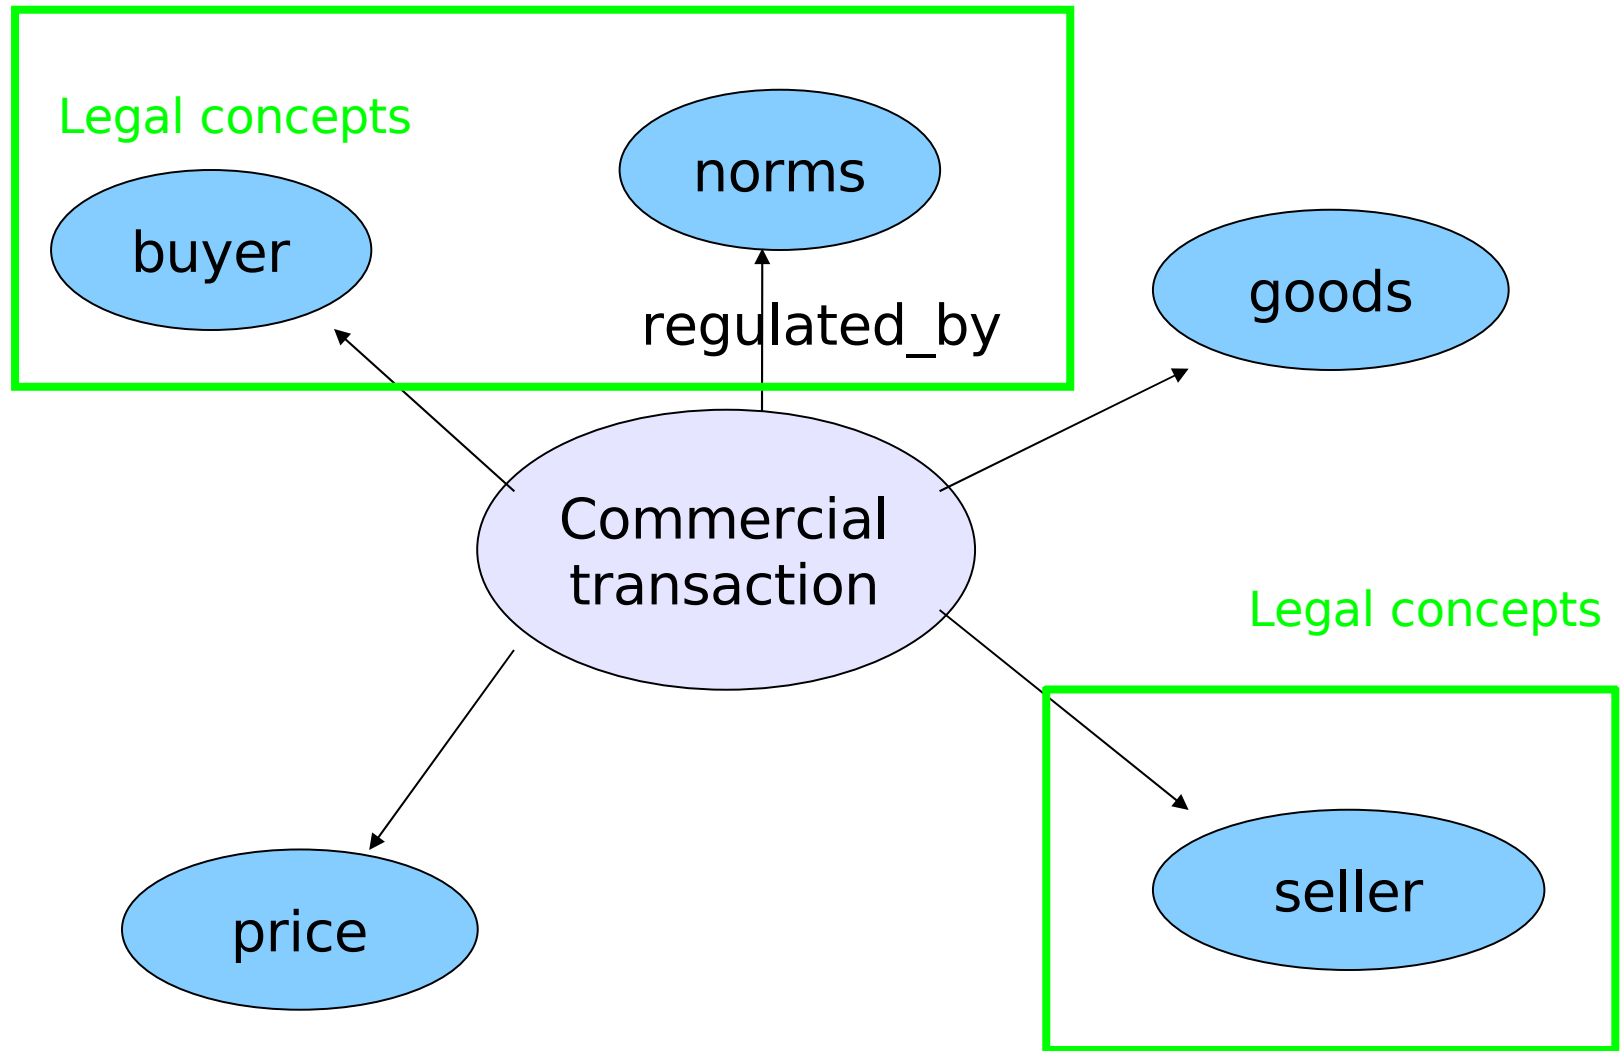 Legal concepts
norms
buyer
goods
regulated_by
Commercial
transaction
Legal concepts
seller
price